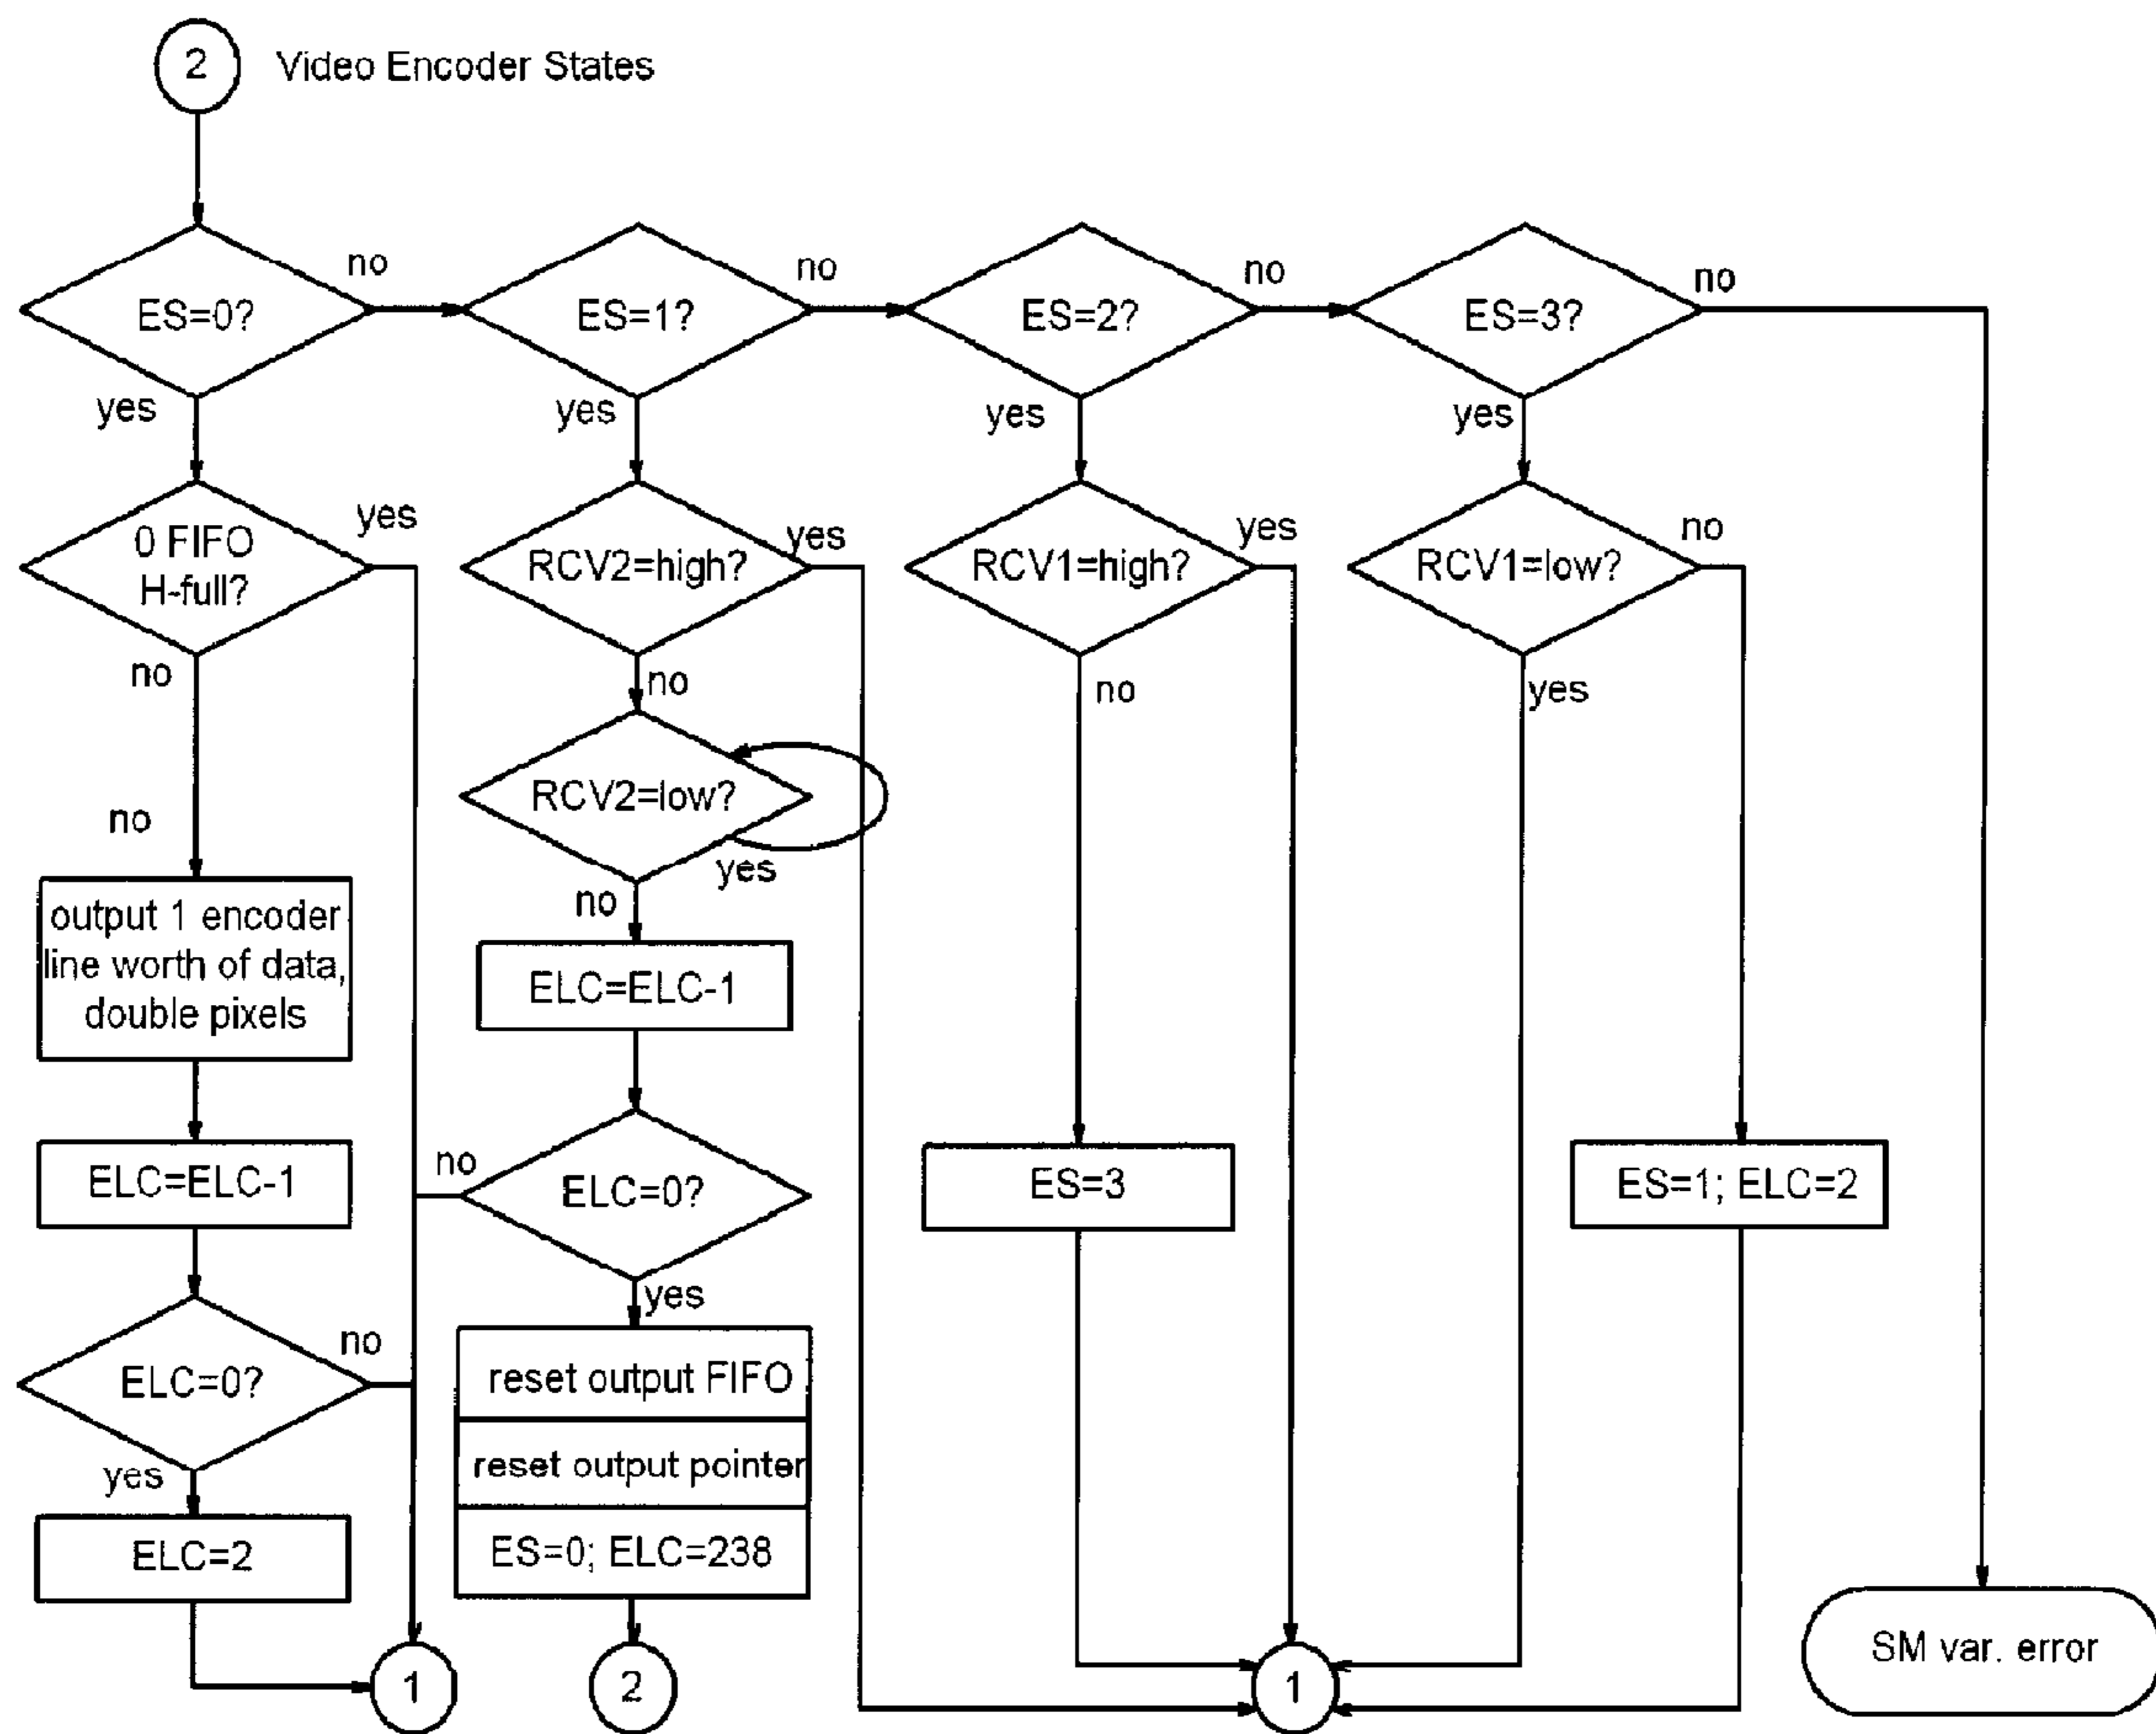 2 Video Encoder States
no
no
no
no
ES=0?
ES=1?
ES=2?
ES=3?
yes
yes
yes
yes
0 FIFO
H-full?
yes
RCV2=high?
yes
RCV1=high?
yes
RCV1=low?
no
no
no
no
yes
RCV2=low?
no
yes
no
output 1 encoder
line worth of data,
double pixels
ELC=ELC-1
ELC=ELC-1
no
ELC=0?
ES=3
ES=1; ELC=2
yes
no
ELC=0?
reset output FIFO
reset output pointer
yes
ELC=2
ES=0; ELC=238
1
2
1
SM var. error